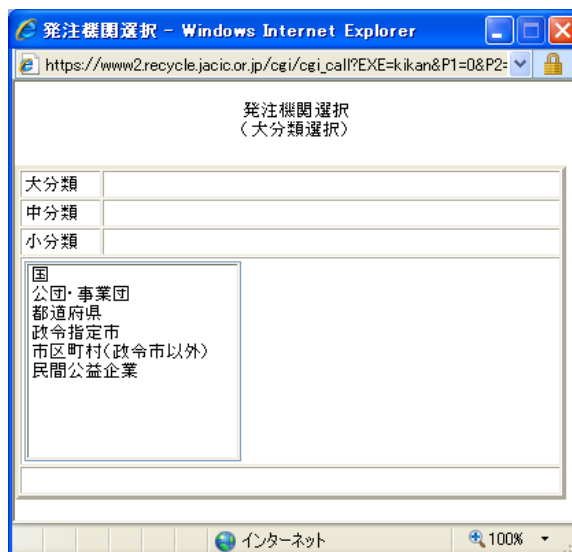 発注機関選択 - Windows Internet Explorer
https://www2.recycle.jacic.or.jp/cgi/cgi_call?EXE=kikan&P1=0&P2=
発注機関選択
(大分類選択)
大分類
中分類
小分類
国
公団・事業団
都道府県
政令指定市
市区町村(政令市以外)
民間公益企業
インターネット
100%